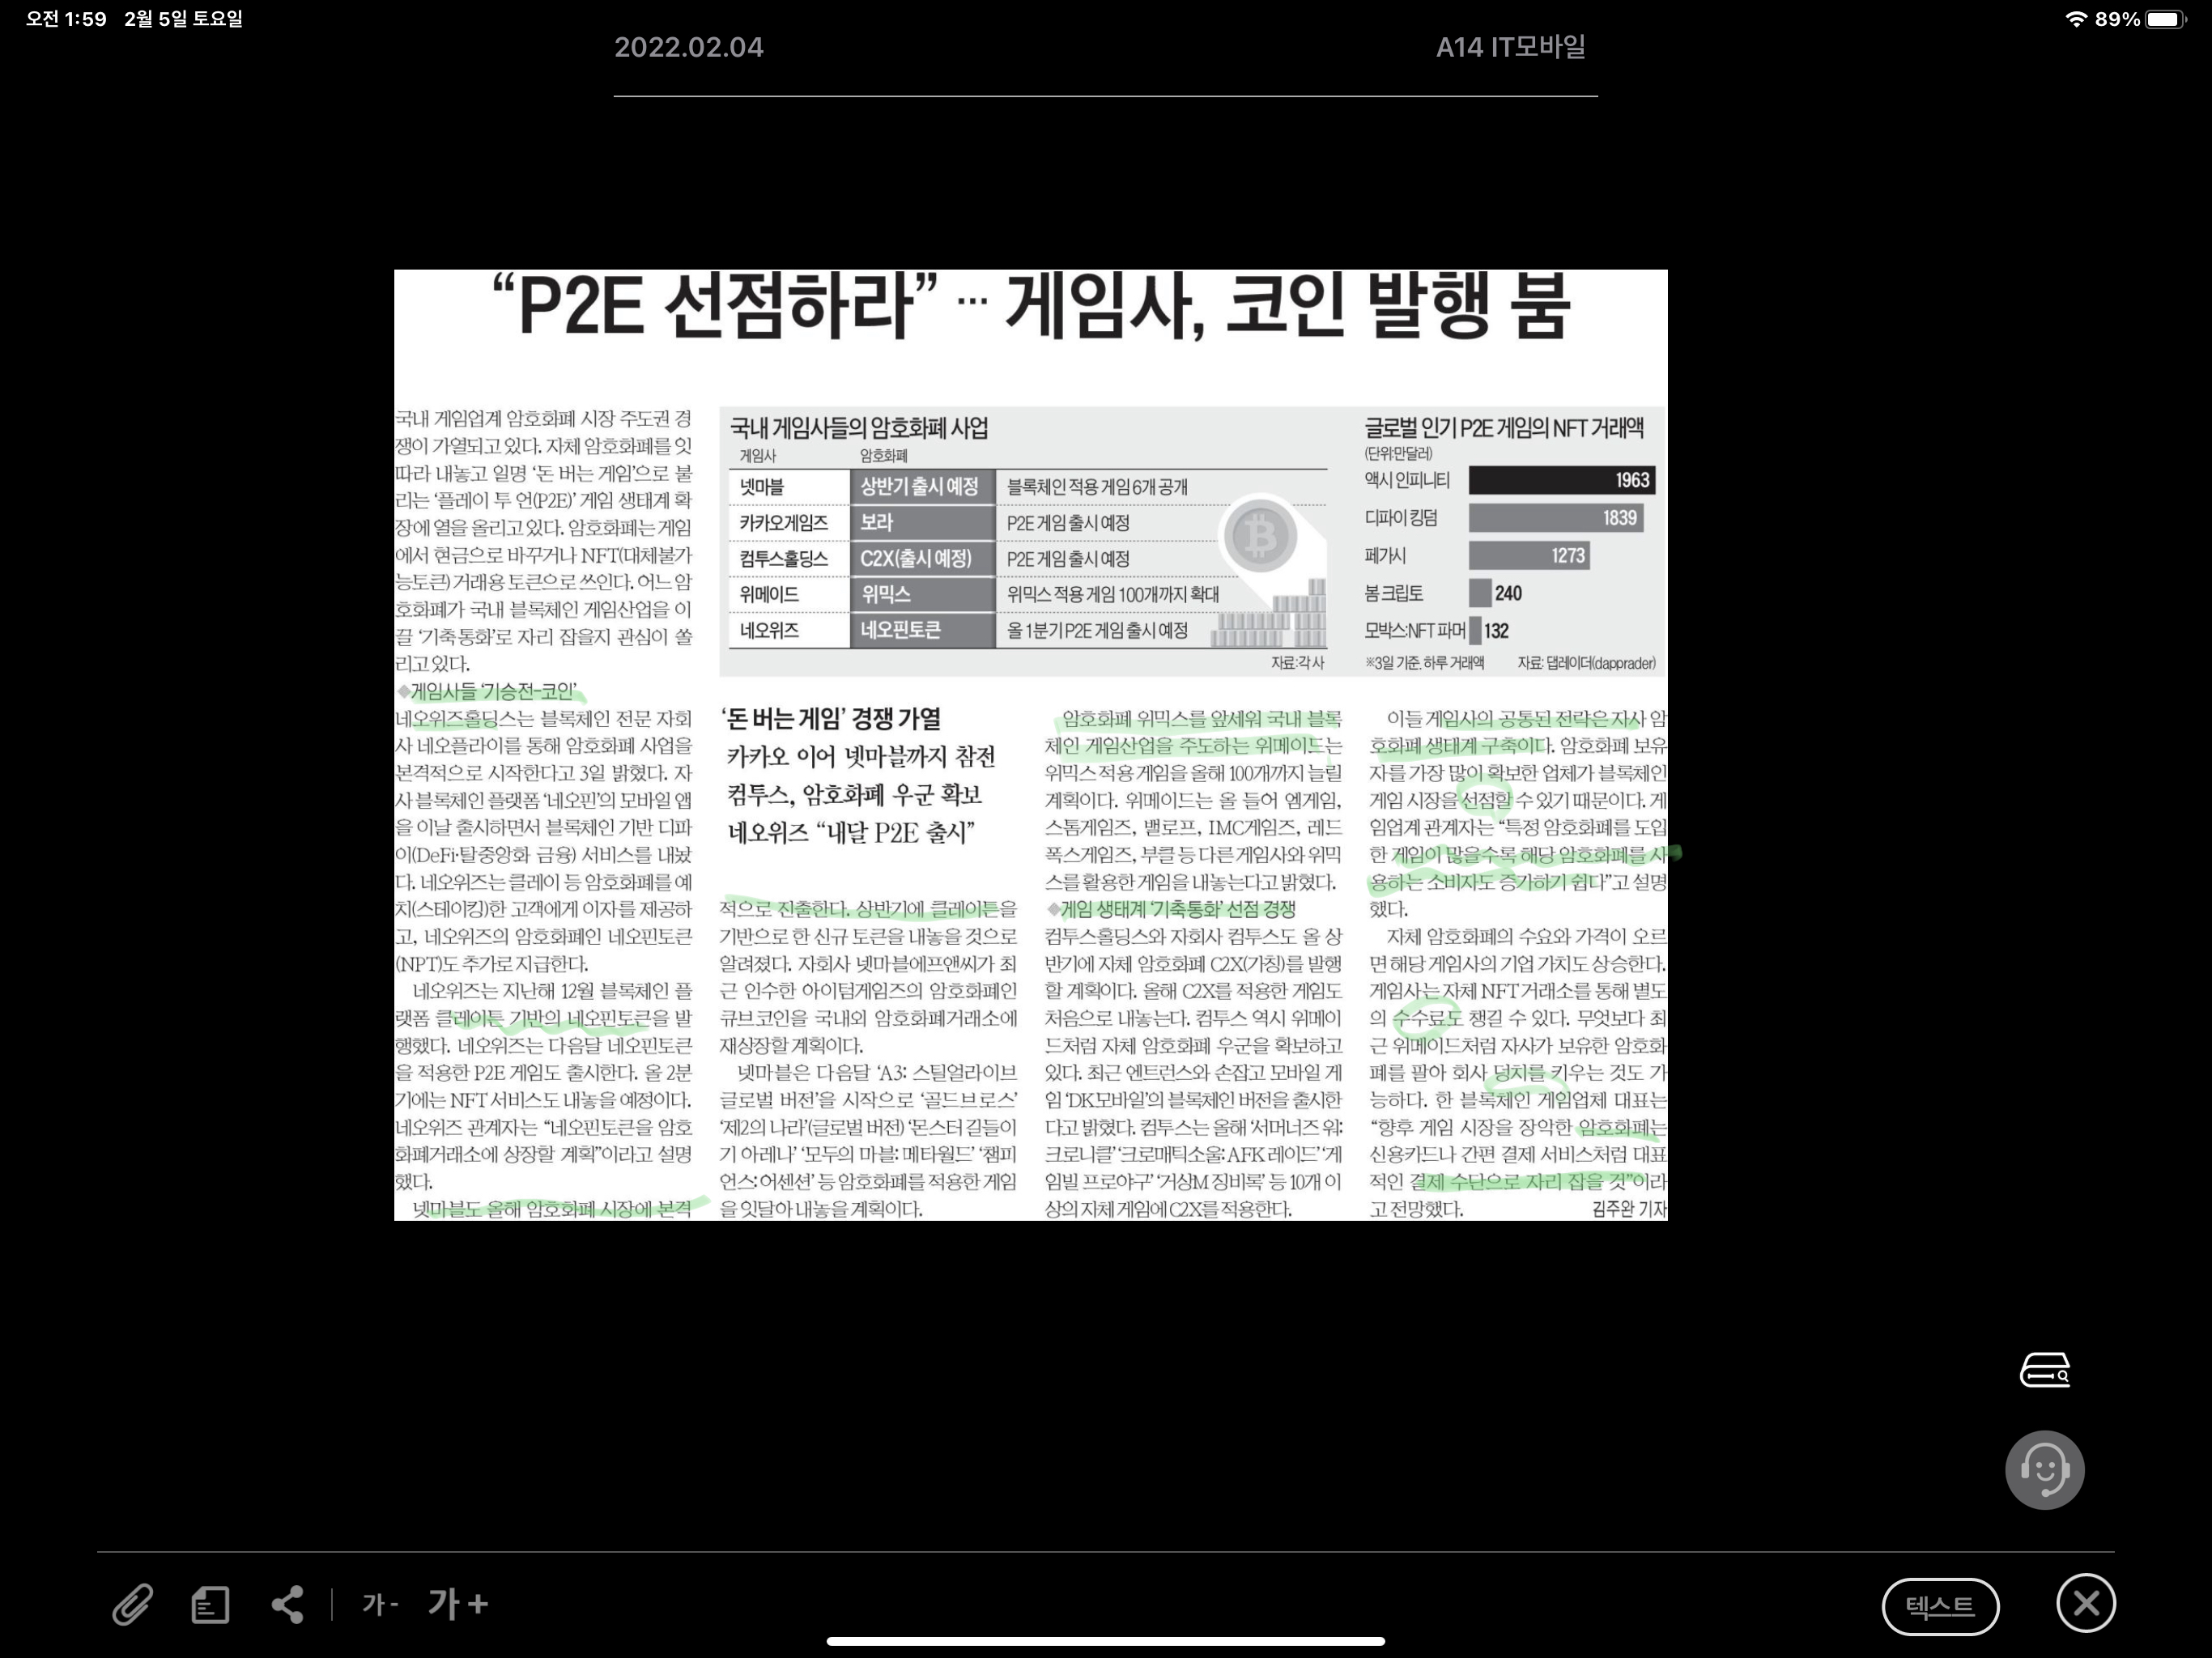 오전 1:59 2월 5일 토요일
89%
2022.02.04
A14 IT모바일
“P2E 선점하라” … 게임사, 코인 발행 붐
국내 게임업계 암호화폐 시장 주도권 경
쟁이 가열되고 있다. 자체 암호화폐를 잇
따라 내놓고 일명 ‘돈 버는 게임’으로 불
리는 ‘플레이 투 언(P2E)’ 게임 생태계 확
장에 열을 올리고 있다. 암호화폐는 게임
에서 현금으로 바꾸거나 NFT(대체불가
능토큰) 거래용 토큰으로 쓰인다. 어느 암
호화폐가 국내 블록체인 게임산업을 이
끌 ‘기축통화’로 자리 잡을지 관심이 쏠
리고 있다.
◆게임사들 ‘기승전-코인’
네오위즈홀딩스는 블록체인 전문 자회
사 네오플라이를 통해 암호화폐 사업을
본격적으로 시작한다고 3일 밝혔다. 자
사 블록체인 플랫폼 ‘네오핀’의 모바일 앱
을 이날 출시하면서 블록체인 기반 디파
이(DeFi·탈중앙화 금융) 서비스를 내놨
다. 네오위즈는 클레이 등 암호화폐를 예
치(스테이킹)한 고객에게 이자를 제공하
고, 네오위즈의 암호화폐인 네오핀토큰
(NPT)도 추가로 지급한다.
네오위즈는 지난해 12월 블록체인 플
랫폼 클레이튼 기반의 네오핀토큰을 발
행했다. 네오위즈는 다음달 네오핀토큰
을 적용한 P2E 게임도 출시한다. 올 2분
기에는 NFT 서비스도 내놓을 예정이다.
네오위즈 관계자는 “네오핀토큰을 암호
화폐거래소에 상장할 계획”이라고 설명
했다.
넷마블도 올해 암호화폐 시장에 본격
국내 게임사들의 암호화폐 사업
게임사 암호화폐
넷마블 상반기 출시 예정 블록체인 적용 게임 6개 공개
카카오게임즈 보라 P2E 게임 출시 예정
컴투스홀딩스 C2X(출시 예정) P2E 게임 출시 예정
위메이드 위믹스 위믹스 적용 게임 100개까지 확대
네오위즈 네오핀토큰 올 1분기 P2E 게임 출시 예정
자료:각 사
글로벌 인기 P2E 게임의 NFT 거래액
(단위:만달러)
액시 인피니티 1963
디파이 킹덤 1839
페가시 1273
봄 크립토 240
모박스:NFT 파머 132
※3일 기준. 하루 거래액 자료: 댑레이더(dapprader)
‘돈 버는 게임’ 경쟁 가열
카카오 이어 넷마블까지 참전
컴투스, 암호화폐 우군 확보
네오위즈 “내달 P2E 출시”
적으로 진출한다. 상반기에 클레이튼을
기반으로 한 신규 토큰을 내놓을 것으로
알려졌다. 자회사 넷마블에프앤씨가 최
근 인수한 아이텀게임즈의 암호화폐인
큐브코인을 국내외 암호화폐거래소에
재상장할 계획이다.
넷마블은 다음달 ‘A3: 스틸얼라이브
글로벌 버전’을 시작으로 ‘골드브로스’
‘제2의 나라’(글로벌 버전) ‘몬스터 길들이
기 아레나’ ‘모두의 마블: 메타월드’ ‘챔피
언스: 어센션’ 등 암호화폐를 적용한 게임
을 잇달아 내놓을 계획이다.
암호화폐 위믹스를 앞세워 국내 블록
체인 게임산업을 주도하는 위메이드는
위믹스 적용 게임을 올해 100개까지 늘릴
계획이다. 위메이드는 올 들어 엠게임,
스톰게임즈, 밸로프, IMC게임즈, 레드
폭스게임즈, 부클 등 다른 게임사와 위믹
스를 활용한 게임을 내놓는다고 밝혔다.
◆게임 생태계 ‘기축통화’ 선점 경쟁
컴투스홀딩스와 자회사 컴투스도 올 상
반기에 자체 암호화폐 C2X(가칭)를 발행
할 계획이다. 올해 C2X를 적용한 게임도
처음으로 내놓는다. 컴투스 역시 위메이
드처럼 자체 암호화폐 우군을 확보하고
있다. 최근 엔트런스와 손잡고 모바일 게
임 ‘DK모바일’의 블록체인 버전을 출시한
다고 밝혔다. 컴투스는 올해 ‘서머너즈 워:
크로니클’ ‘크로매틱소울: AFK 레이드’ ‘게
임빌 프로야구’ ‘거상M 징비록’ 등 10개 이
상의 자체 게임에 C2X를 적용한다.
이들 게임사의 공통된 전략은 자사 암
호화폐 생태계 구축이다. 암호화폐 보유
자를 가장 많이 확보한 업체가 블록체인
게임 시장을 선점할 수 있기 때문이다. 게
임업계 관계자는 “특정 암호화폐를 도입
한 게임이 많을수록 해당 암호화폐를 사
용하는 소비자도 증가하기 쉽다”고 설명
했다.
자체 암호화폐의 수요와 가격이 오르
면 해당 게임사의 기업 가치도 상승한다.
게임사는 자체 NFT 거래소를 통해 별도
의 수수료도 챙길 수 있다. 무엇보다 최
근 위메이드처럼 자사가 보유한 암호화
폐를 팔아 회사 덩치를 키우는 것도 가
능하다. 한 블록체인 게임업체 대표는
“향후 게임 시장을 장악한 암호화폐는
신용카드나 간편 결제 서비스처럼 대표
적인 결제 수단으로 자리 잡을 것”이라
고 전망했다.
김주완 기자
가- 가+
텍스트